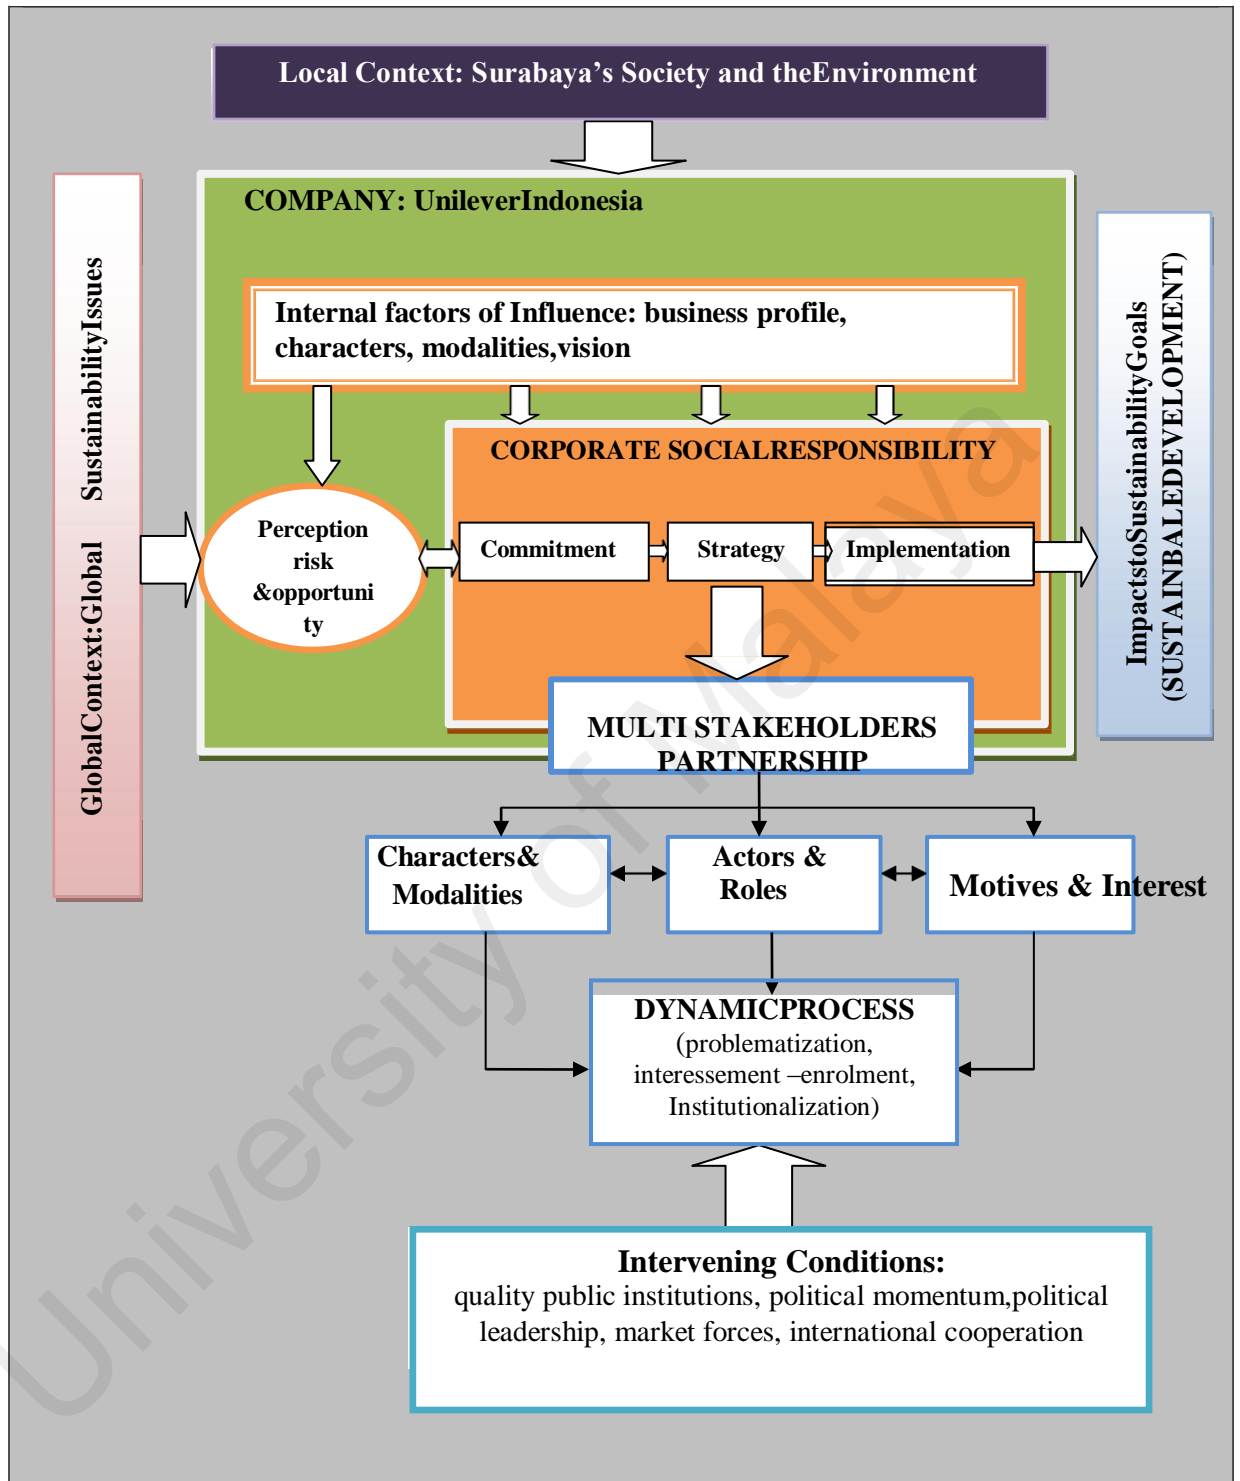 Local Context: Surabaya's Society and theEnvironment
GlobalContext:Global SustainabilityIssues
COMPANY: UnileverIndonesia
Internal factors of Influence: business profile,
characters, modalities,vision
CORPORATE SOCIALRESPONSIBILITY
Perception
risk
&opportuni
ty
Commitment
Strategy
Implementation
ImpactstoSustainabilityGoals
(SUSTAINBALEDEVELOPMENT)
MULTI STAKEHOLDERS
PARTNERSHIP
Characters&
Modalities
Actors &
Roles
Motives & Interest
DYNAMICPROCESS
(problematization,
interessement –enrolment,
Institutionalization)
Intervening Conditions:
quality public institutions, political momentum,political
leadership, market forces, international cooperation
University of Malaya